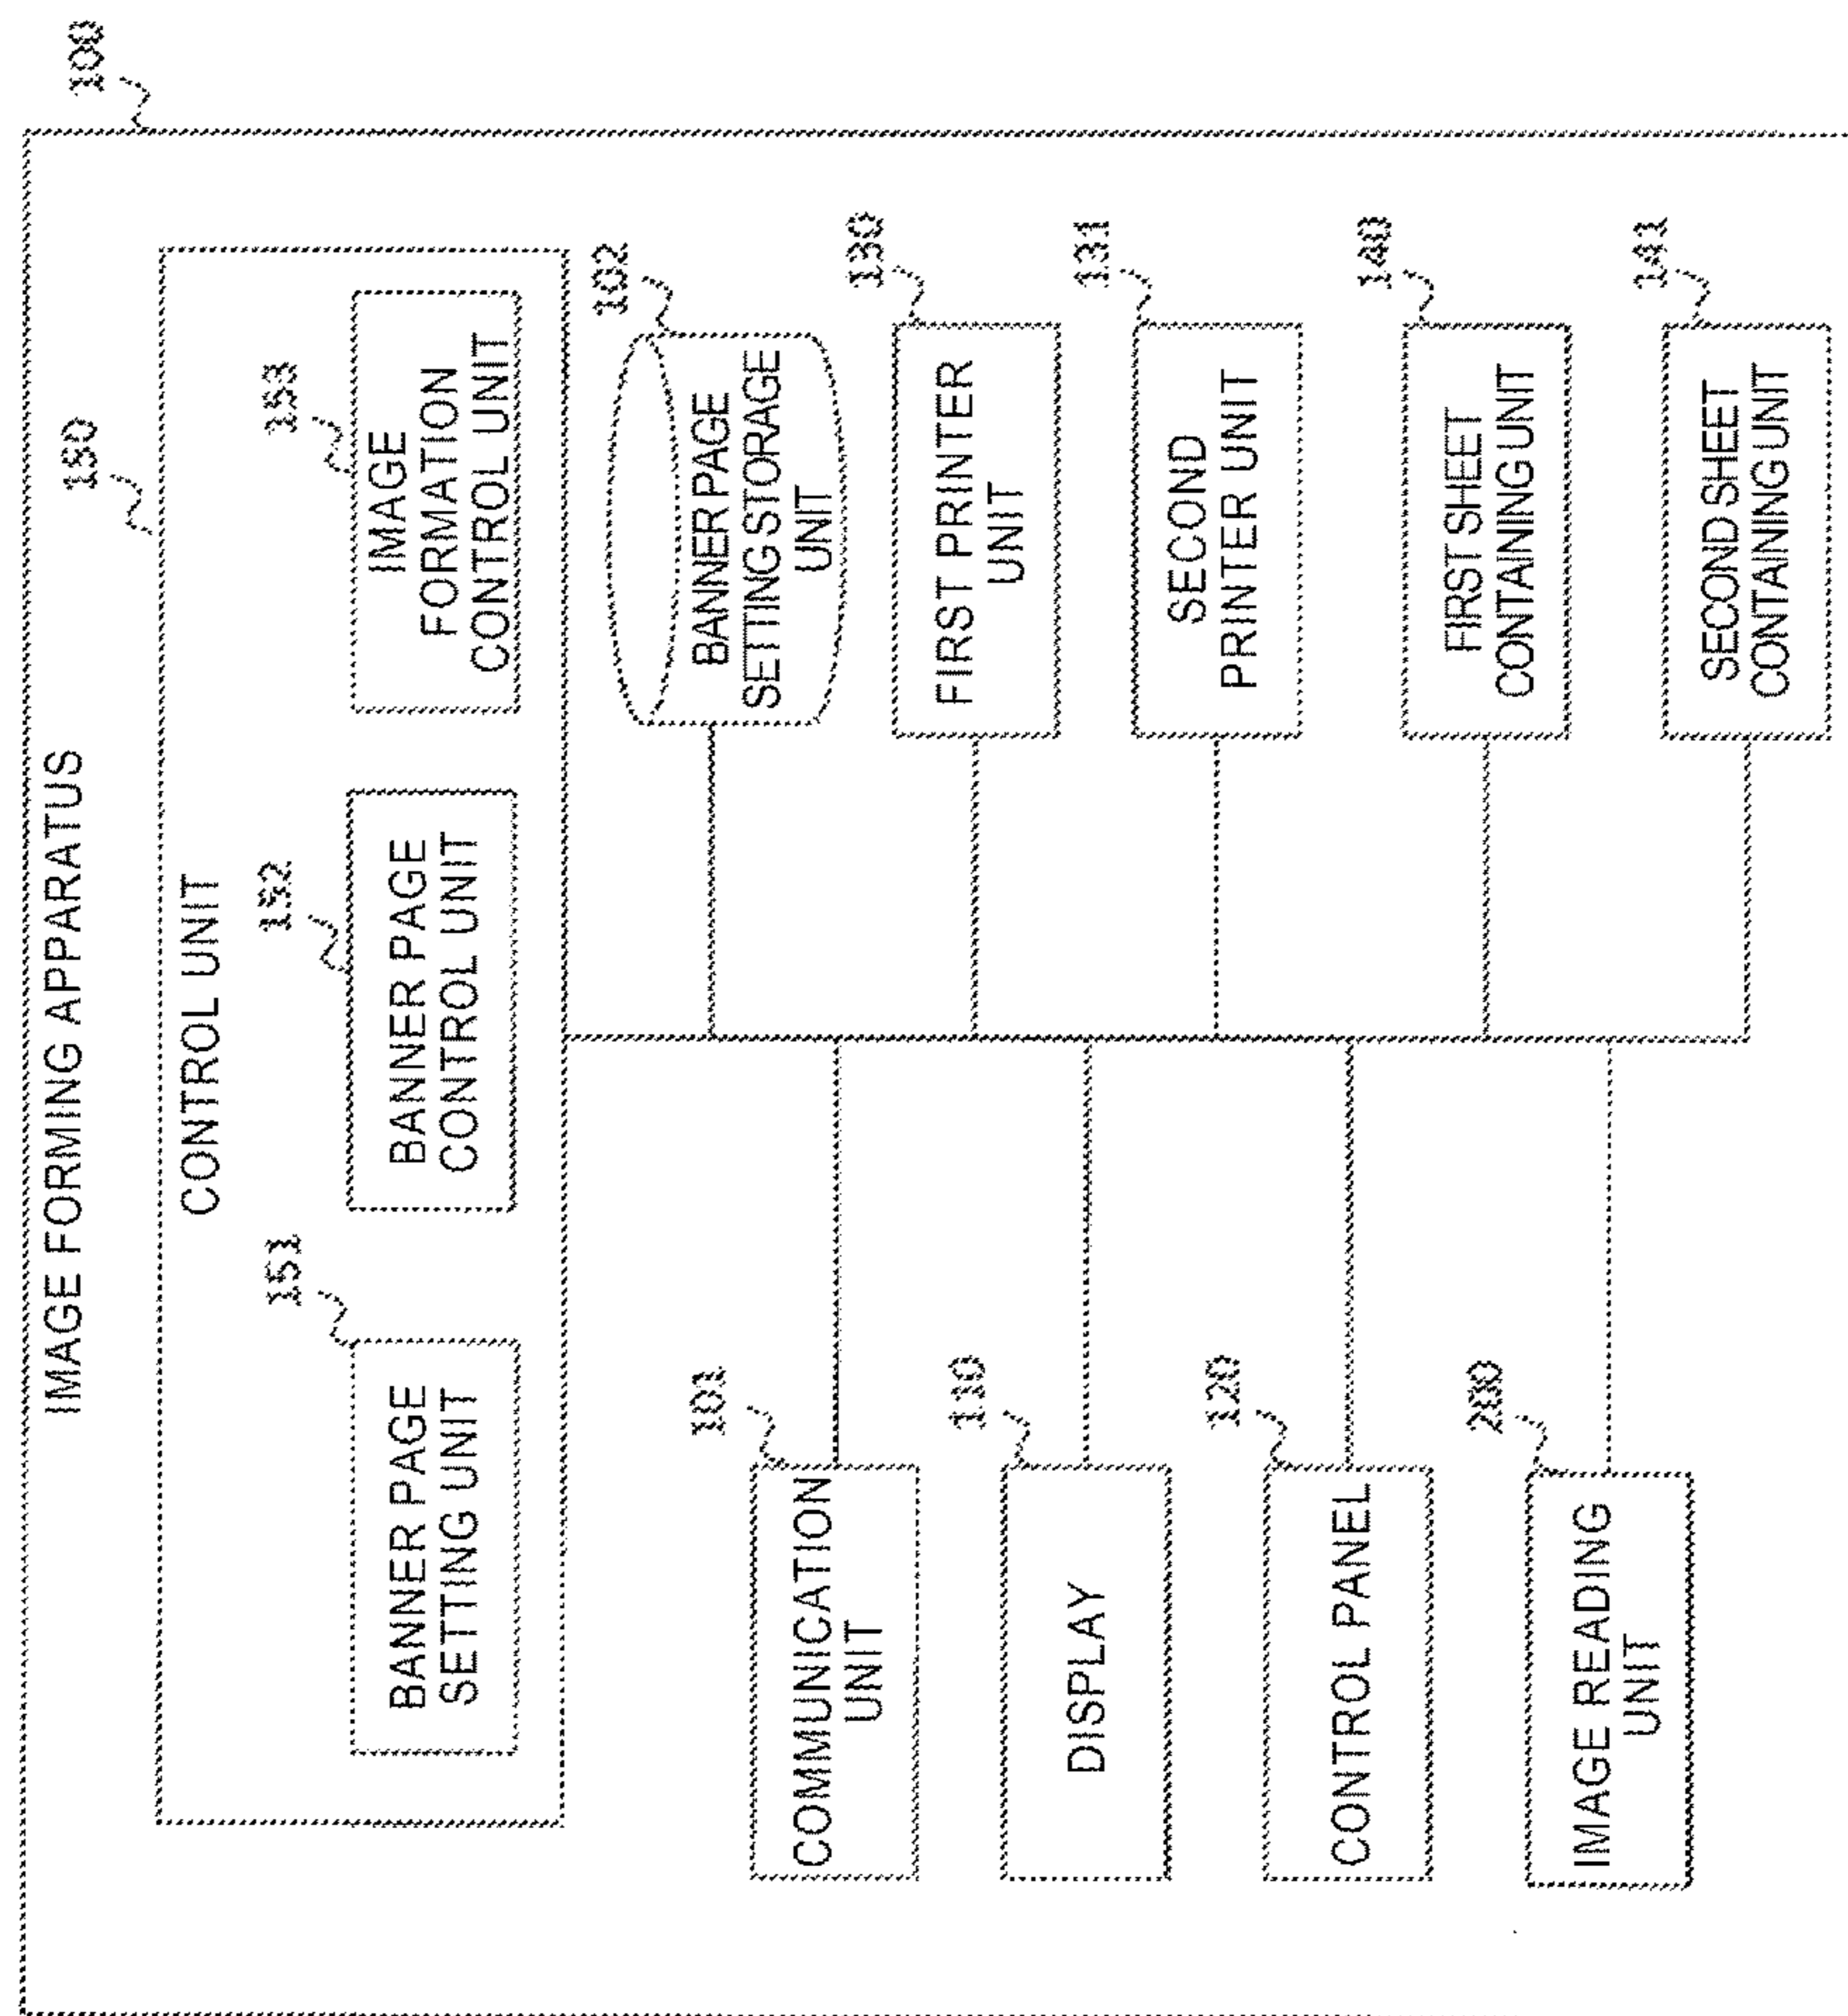 100
IMAGE FORMING APPARATUS
150
CONTROL UNIT
151
BANNER PAGE
SETTING UNIT
152
BANNER PAGE
CONTROL UNIT
153
IMAGE
FORMATION
CONTROL UNIT
101
COMMUNICATION
UNIT
102
BANNER PAGE
SETTING STORAGE
UNIT
110
DISPLAY
130
FIRST PRINTER
UNIT
120
CONTROL PANEL
131
SECOND
PRINTER UNIT
200
IMAGE READING
UNIT
140
FIRST SHEET
CONTAINING UNIT
141
SECOND SHEET
CONTAINING UNIT